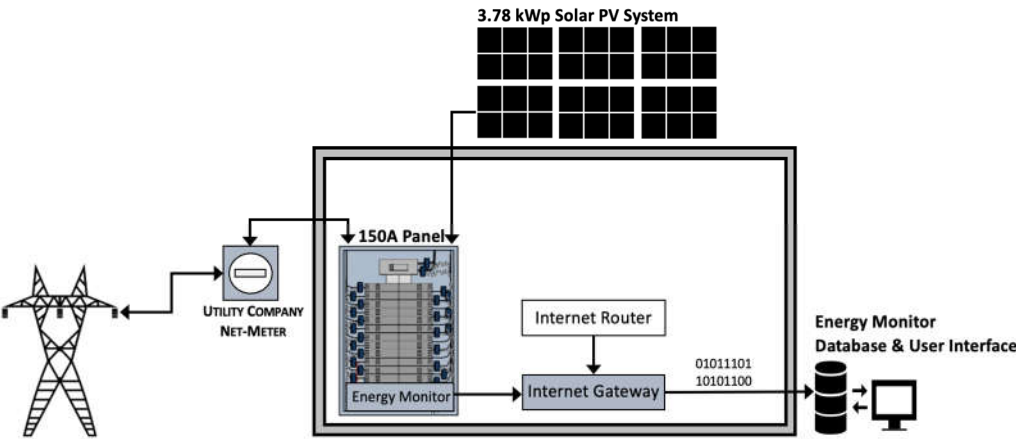 3.78 kWp Solar PV System
150A Panel
UTILITY COMPANY
NET-METER
Internet Router
Energy Monitor
Database & User Interface
01011101
10101100
Energy Monitor
Internet Gateway